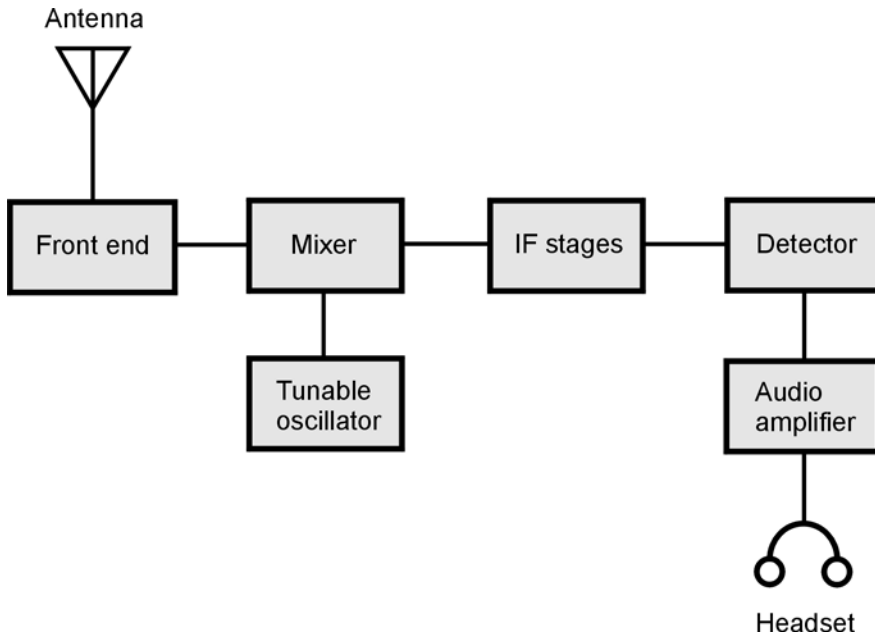 Antenna
Front end
Mixer
IF stages
Detector
Tunable
oscillator
Audio
amplifier
Headset